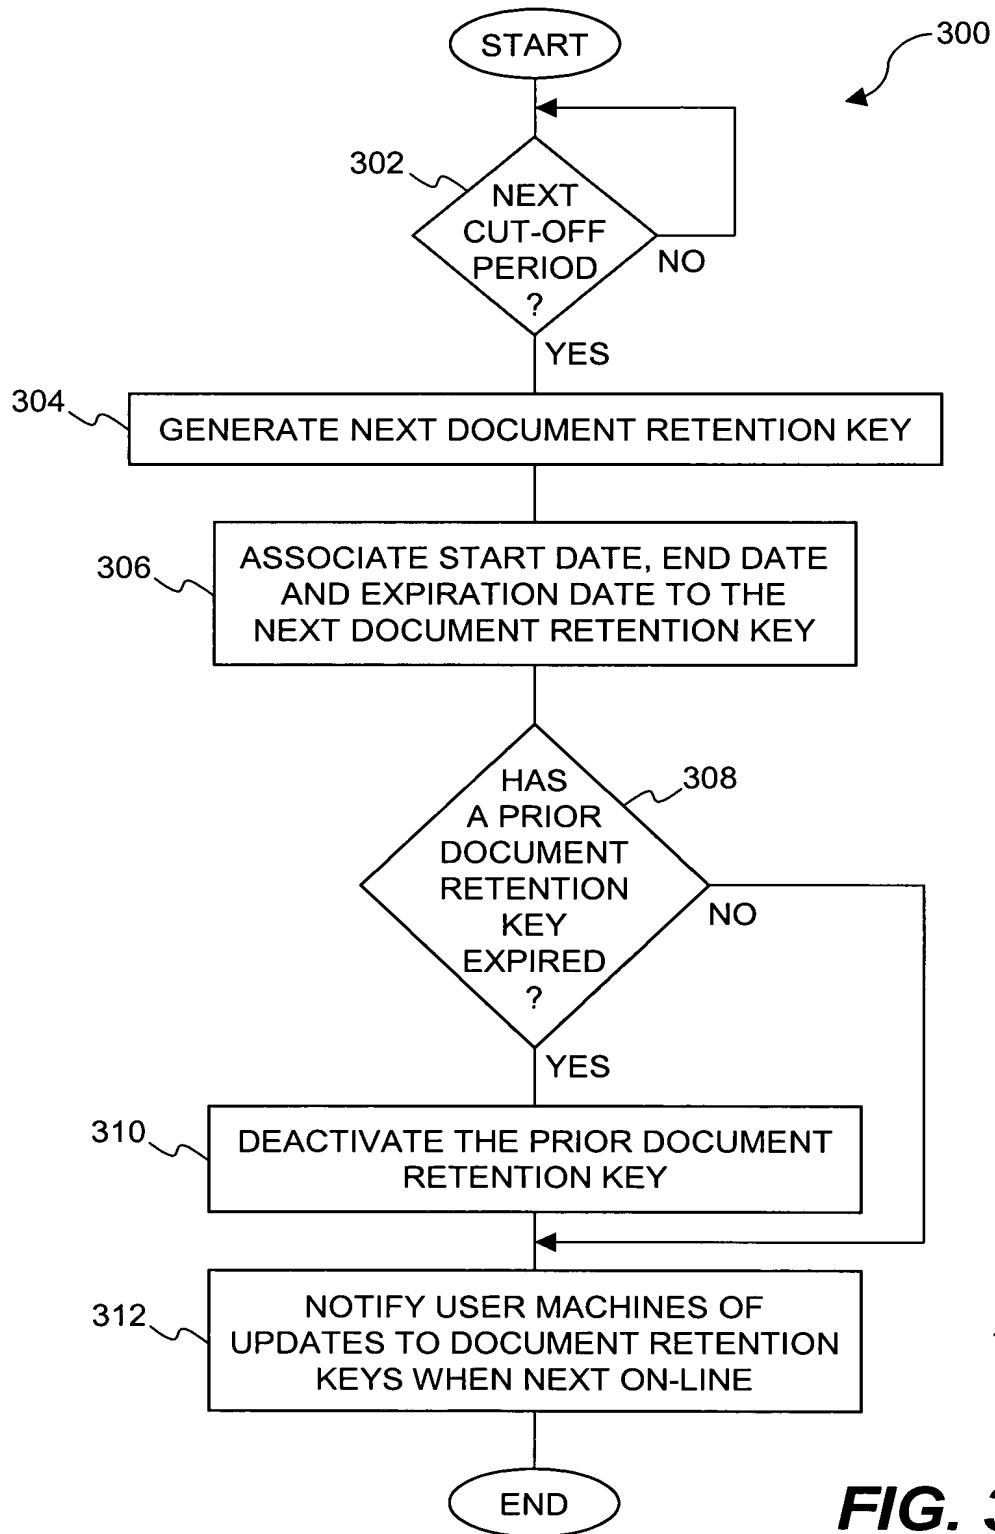 START
300
302
NEXT
CUT-OFF
PERIOD
?
NO
YES
304
GENERATE NEXT DOCUMENT RETENTION KEY
306
ASSOCIATE START DATE, END DATE
AND EXPIRATION DATE TO THE
NEXT DOCUMENT RETENTION KEY
308
HAS
A PRIOR
DOCUMENT
RETENTION
KEY
EXPIRED
?
NO
YES
310
DEACTIVATE THE PRIOR DOCUMENT
RETENTION KEY
312
NOTIFY USER MACHINES OF
UPDATES TO DOCUMENT RETENTION
KEYS WHEN NEXT ON-LINE
END
FIG. 3